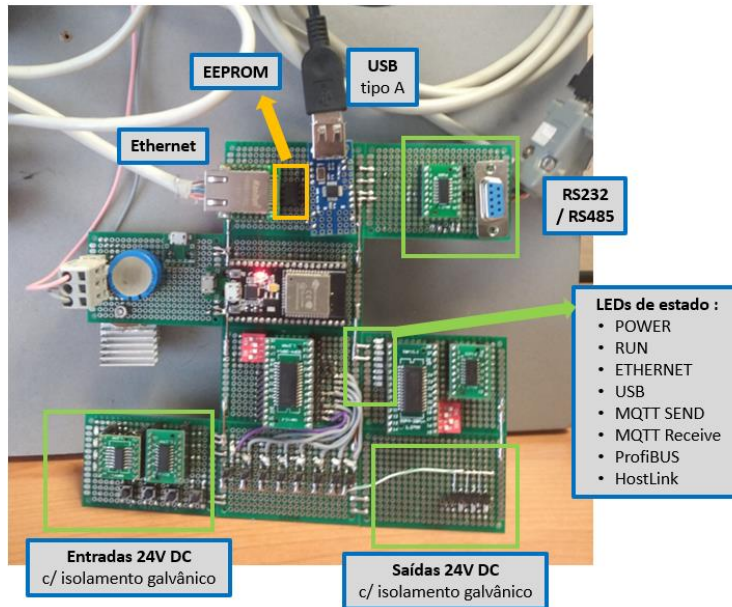 EEPROM
USB
tipo A
Ethernet
RS232
/ RS485
LEDs de estado :
• POWER
• RUN
• ETHERNET
• USB
• MQTT SEND
• MQTT Receive
• ProfiBUS
• HostLink
Entradas 24V DC
c/ isolamento galvânico
Saídas 24V DC
c/ isolamento galvânico